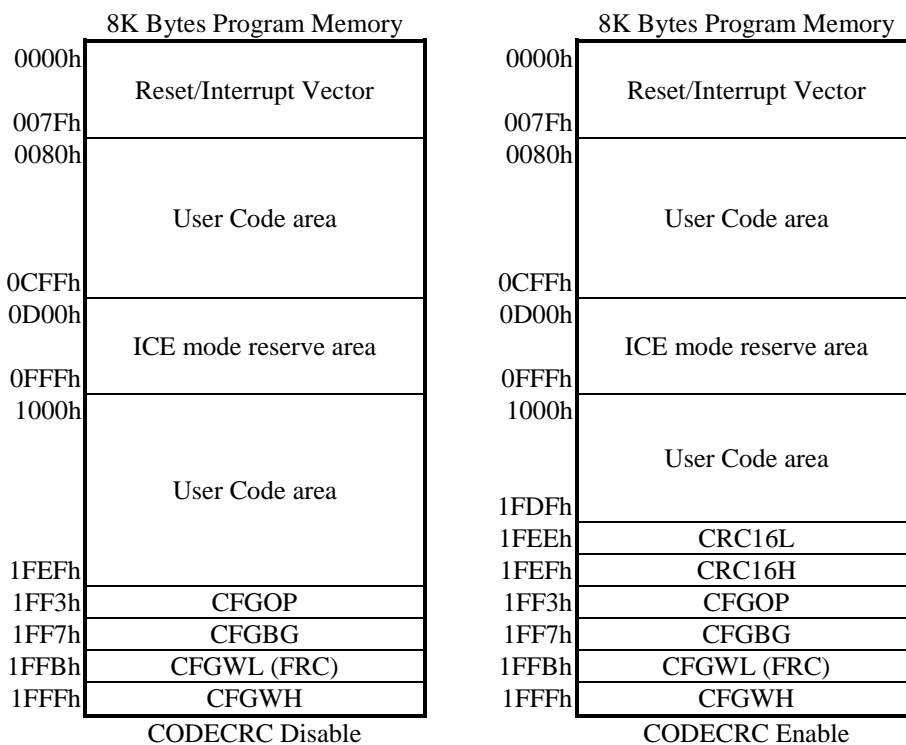 8K Bytes Program Memory
0000h
Reset/Interrupt Vector
007Fh
0080h
User Code area
0CFFh
0D00h
ICE mode reserve area
0FFFh
1000h
User Code area
1FEFh
1FF3h CFGOP
1FF7h CFGBG
1FFBh CFGWL (FRC)
1FFFh CFGWH
CODECRC Disable
8K Bytes Program Memory
0000h
Reset/Interrupt Vector
007Fh
0080h
User Code area
0CFFh
0D00h
ICE mode reserve area
0FFFh
1000h
User Code area
1FDFh
1FEEh CRC16L
1FEFh CRC16H
1FF3h CFGOP
1FF7h CFGBG
1FFBh CFGWL (FRC)
1FFFh CFGWH
CODECRC Enable